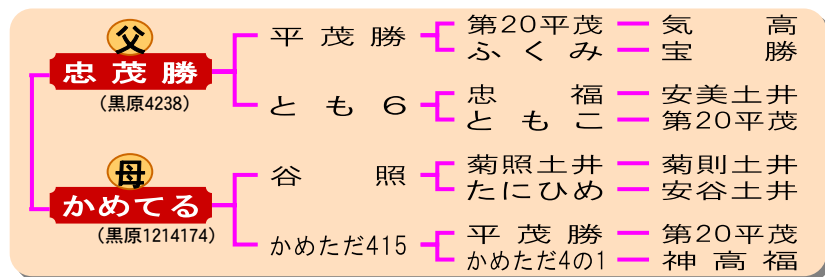 父
忠茂勝
（黒原4238）
平茂勝
第20平茂
気高
ふくみ
宝勝
とも6
忠福
安美土井
ともこ
第20平茂
母
かめてる
（黒原1214174）
谷照
菊照土井
菊則土井
たにひめ
安谷土井
かめただ415
平茂勝
第20平茂
かめただ4の1
神高福